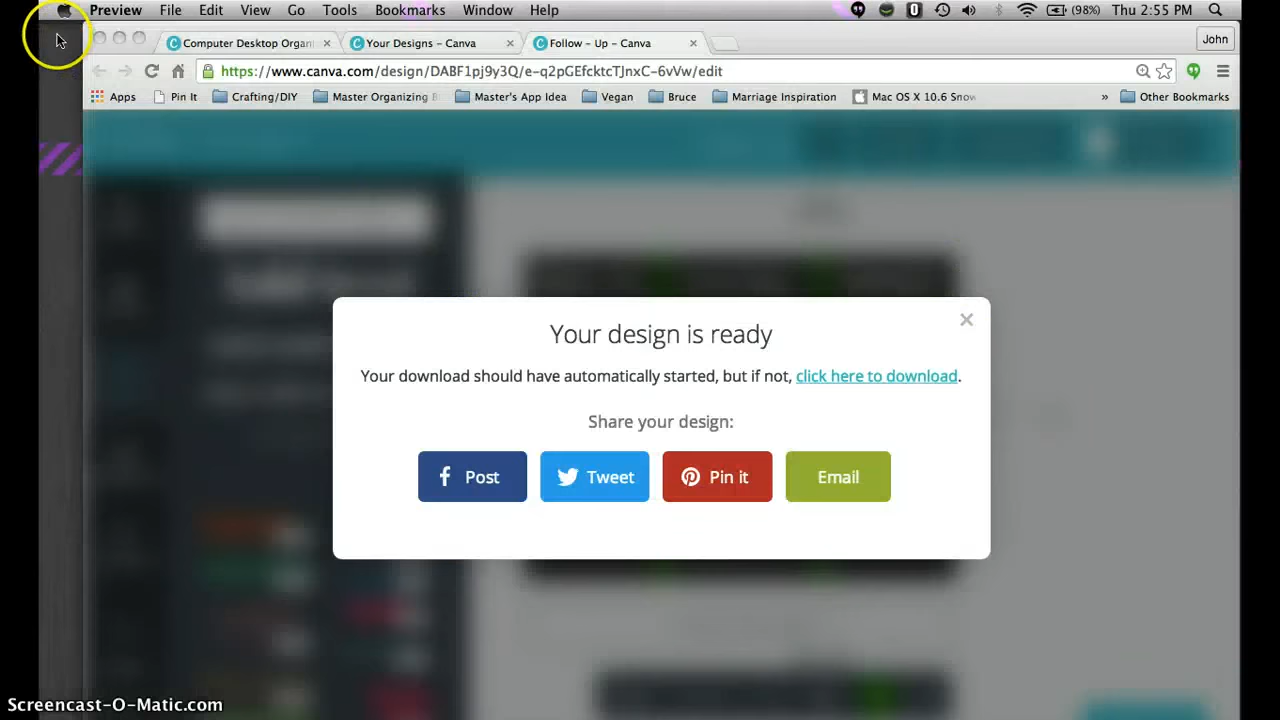 Preview File Edit View Go Tools Bookmarks Window Help (98%) Thu 2:55 PM
Computer Desktop Organ × Your Designs – Canva × Follow – Up – Canva × John
https://www.canva.com/design/DABF1pj9y3Q/e-q2pGEfcktcTJnxC-6vVw/edit
Apps Pin It Crafting/DIY Master Organizing B Master's App Idea Vegan Bruce Marriage Inspiration Mac OS X 10.6 Snow » Other Bookmarks
Your design is ready
Your download should have automatically started, but if not, click here to download.
Share your design:
Post Tweet Pin it Email
Screencast-O-Matic.com